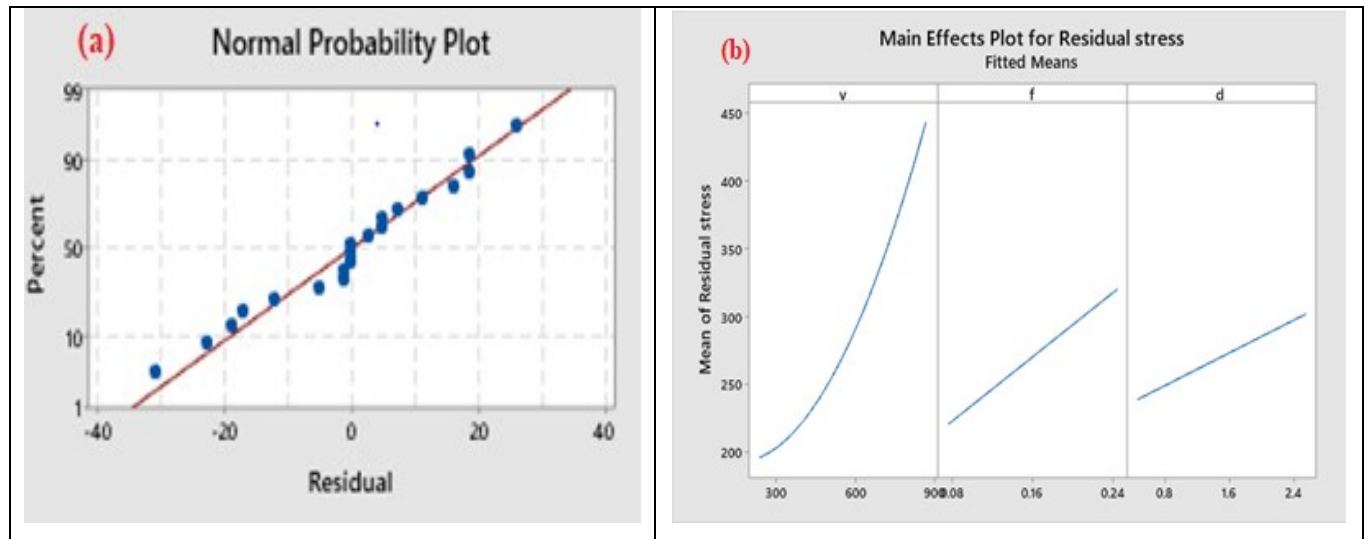 (a)
Normal Probability Plot
99
90
50
10
1
Percent
-40 -20 0 20 40
Residual
(b)
Main Effects Plot for Residual stress
Fitted Means
v f d
450
400
350
300
250
200
Mean of Residual stress
300 600 900 0.08 0.16 0.24 0.8 1.6 2.4